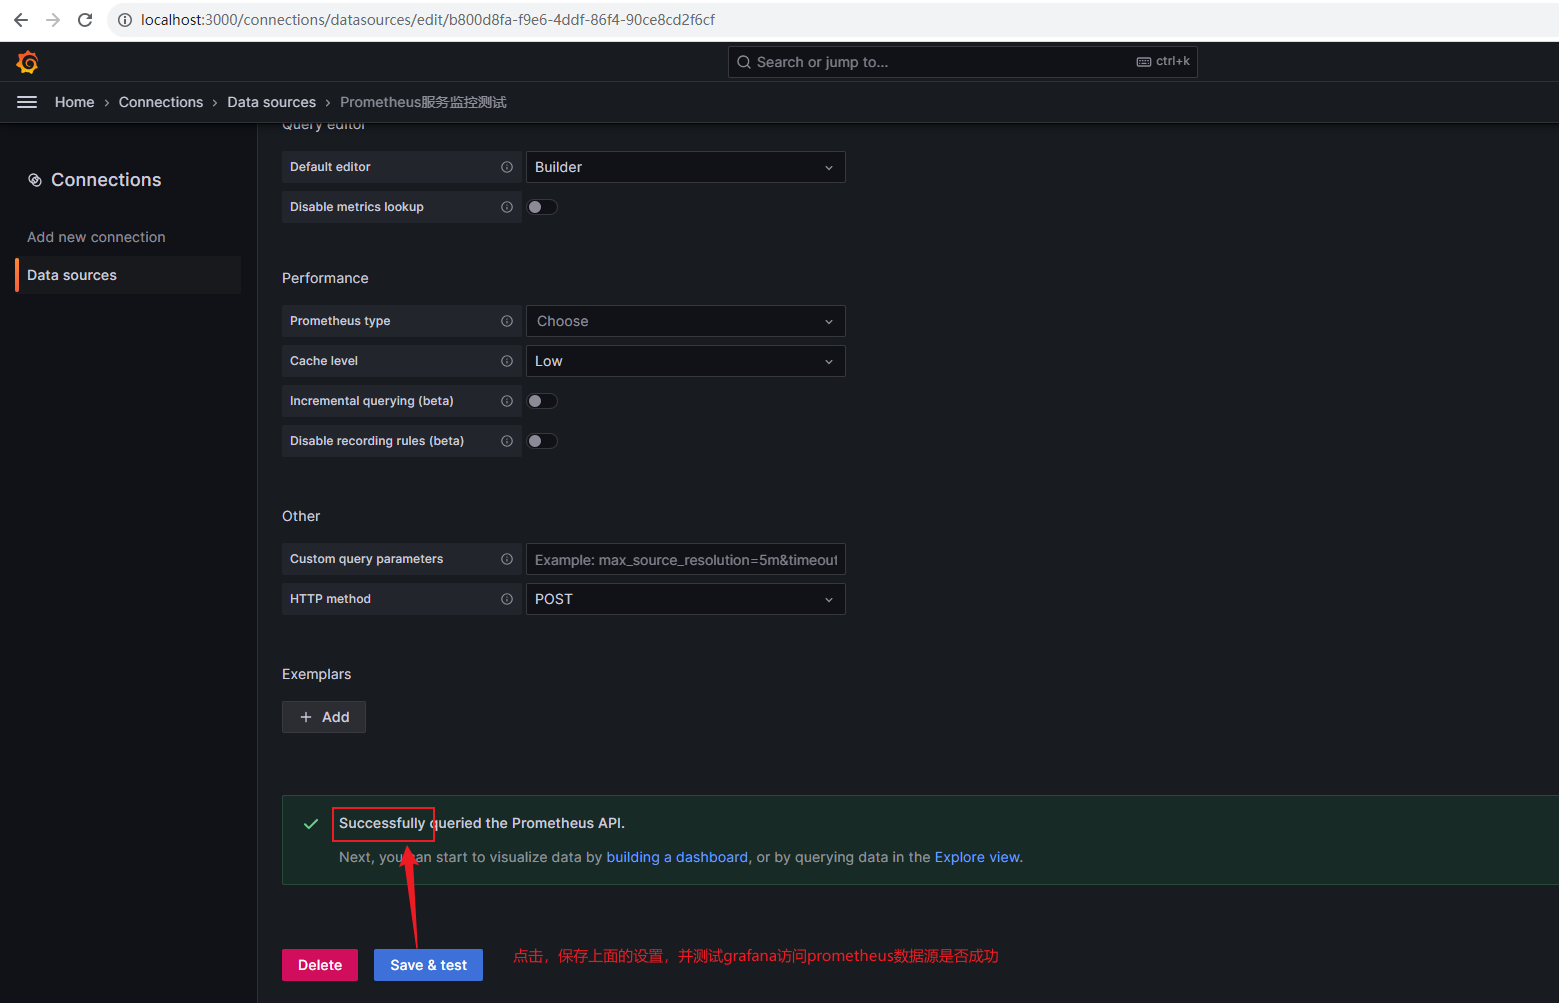 localhost:3000/connections/datasources/edit/b800d8fa-f9e6-4ddf-86f4-90ce8cd2f6cf
Search or jump to...
ctrl+k
Home › Connections › Data sources › Prometheus服务监控测试
Connections
Add new connection
Data sources
Query editor
Default editor
Builder
Disable metrics lookup
Performance
Prometheus type
Choose
Cache level
Low
Incremental querying (beta)
Disable recording rules (beta)
Other
Custom query parameters
Example: max_source_resolution=5m&timeout
HTTP method
POST
Exemplars
Add
Successfully queried the Prometheus API.
Next, you can start to visualize data by building a dashboard, or by querying data in the Explore view.
Delete
Save & test
点击，保存上面的设置，并测试grafana访问prometheus数据源是否成功